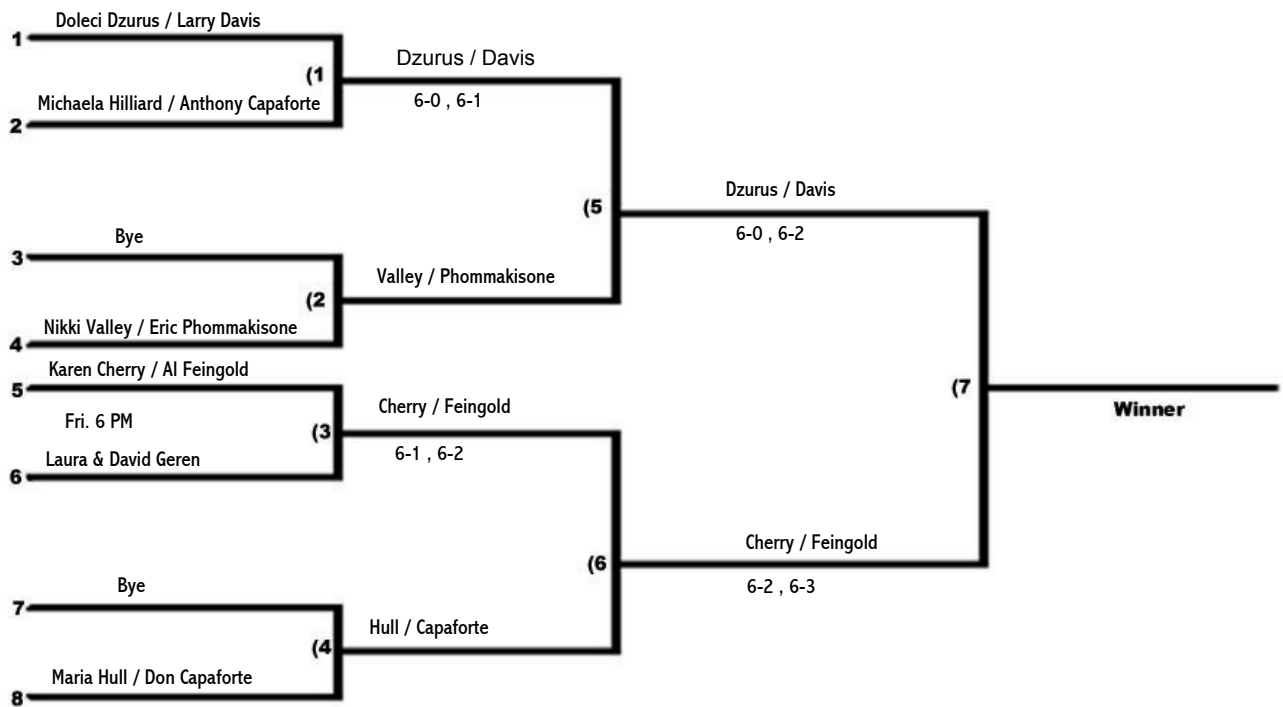 Doleci Dzurus / Larry Davis
1
(1
Dzurus / Davis
6-0 , 6-1
Michaela Hilliard / Anthony Capaforte
2
(5
Dzurus / Davis
6-0 , 6-2
Bye
3
(2
Valley / Phommakisone
Nikki Valley / Eric Phommakisone
4
Karen Cherry / Al Feingold
5
(7
Winner
Fri. 6 PM
(3
Cherry / Feingold
6-1 , 6-2
Laura & David Geren
6
(6
Cherry / Feingold
6-2 , 6-3
Bye
7
(4
Hull / Capaforte
Maria Hull / Don Capaforte
8